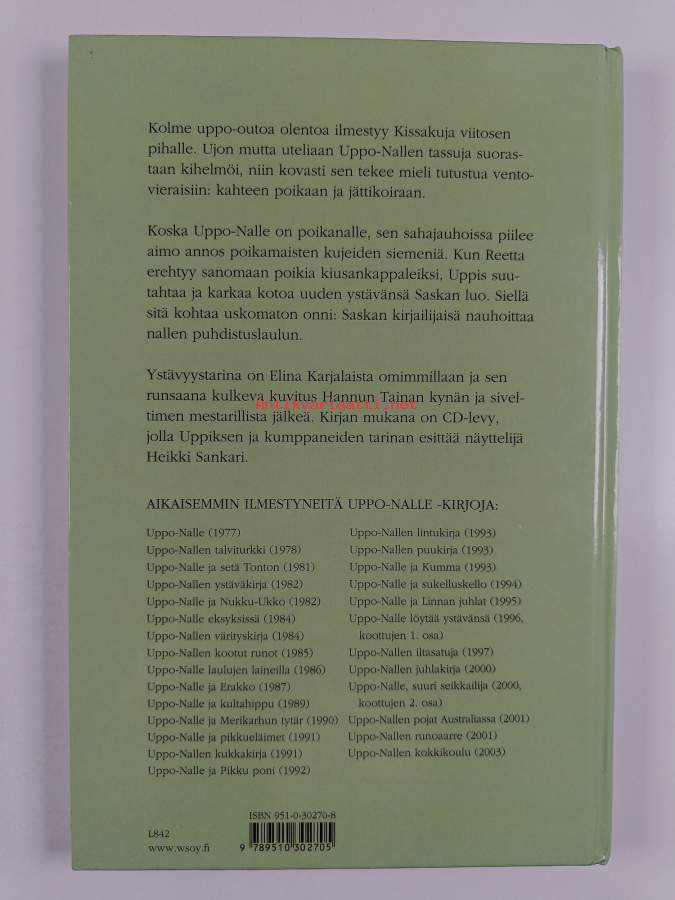 Kolme uppo-outoa olentoa ilmestyy Kissakuja viitosen
pihalle. Ujon mutta uteliaan Uppo-Nallen tassuja suoras-
taan kihelmöi, niin kovasti sen tekee mieli tutustua vento-
vieraisiin: kahteen poikaan ja jättikoiraan.
Koska Uppo-Nalle on poikanalle, sen sahajauhoissa piilee
aimo annos poikamaisten kujeiden siemeniä. Kun Reetta
erehtyy sanomaan poikia kiusankappaleiksi, Uppis suu-
tahtaa ja karkaa kotoa uuden ystävänsä Saskan luo. Siellä
sitä kohtaa uskomaton onni: Saskan kirjailijaisä nauhoittaa
nallen puhdistuslaulun.
Ystävyystarina on Elina Karjalaista omimmillaan ja sen
runsaana kulkeva kuvitus Hannun Tainan kynän ja sivel-
Antikvariaatti.net
timen mestarillista jälkeä. Kirjan mukana on CD-levy,
jolla Uppiksen ja kumppaneiden tarinan esittää näyttelijä
Heikki Sankari.
AIKAISEMMIN ILMESTYNEITÄ UPPO-NALLE -KIRJOJA:
Uppo-Nalle (1977)
Uppo-Nallen talviturkki (1978)
Uppo-Nalle ja setä Tonton (1981)
Uppo-Nallen ystäväkirja (1982)
Uppo-Nalle ja Nukku-Ukko (1982)
Uppo-Nalle eksyksissä (1984)
Uppo-Nallen värityskirja (1984)
Uppo-Nallen kootut runot (1985)
Uppo-Nalle laulujen laineilla (1986)
Uppo-Nalle ja Erakko (1987)
Uppo-Nalle ja kultahippu (1989)
Uppo-Nalle ja Merikarhun tytär (1990)
Uppo-Nalle ja pikkueläimet (1991)
Uppo-Nallen kukkakirja (1991)
Uppo-Nalle ja Pikku poni (1992)
Uppo-Nallen lintukirja (1993)
Uppo-Nallen puukirja (1993)
Uppo-Nalle ja Kumma (1993)
Uppo-Nalle ja sukelluskello (1994)
Uppo-Nalle ja Linnan juhlat (1995)
Uppo-Nalle löytää ystävänsä (1996,
koottujen 1. osa)
Uppo-Nallen iltasatuja (1997)
Uppo-Nallen juhlakirja (2000)
Uppo-Nalle, suuri seikkailija (2000,
koottujen 2. osa)
Uppo-Nallen pojat Australiassa (2001)
Uppo-Nallen runoaarre (2001)
Uppo-Nallen kokkikoulu (2003)
ISBN 951-0-30270-8
L842
www.wsoy.fi
9 789510 302705